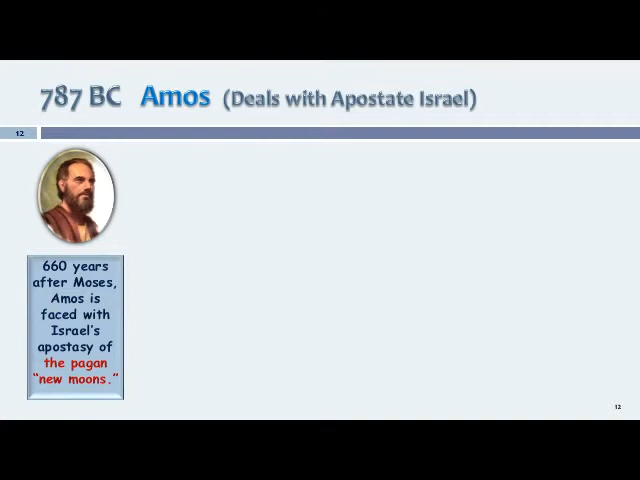 787 BC Amos (Deals with Apostate Israel)
12
660 years
after Moses,
Amos is
faced with
Israel's
apostasy of
the pagan
“new moons.”
12